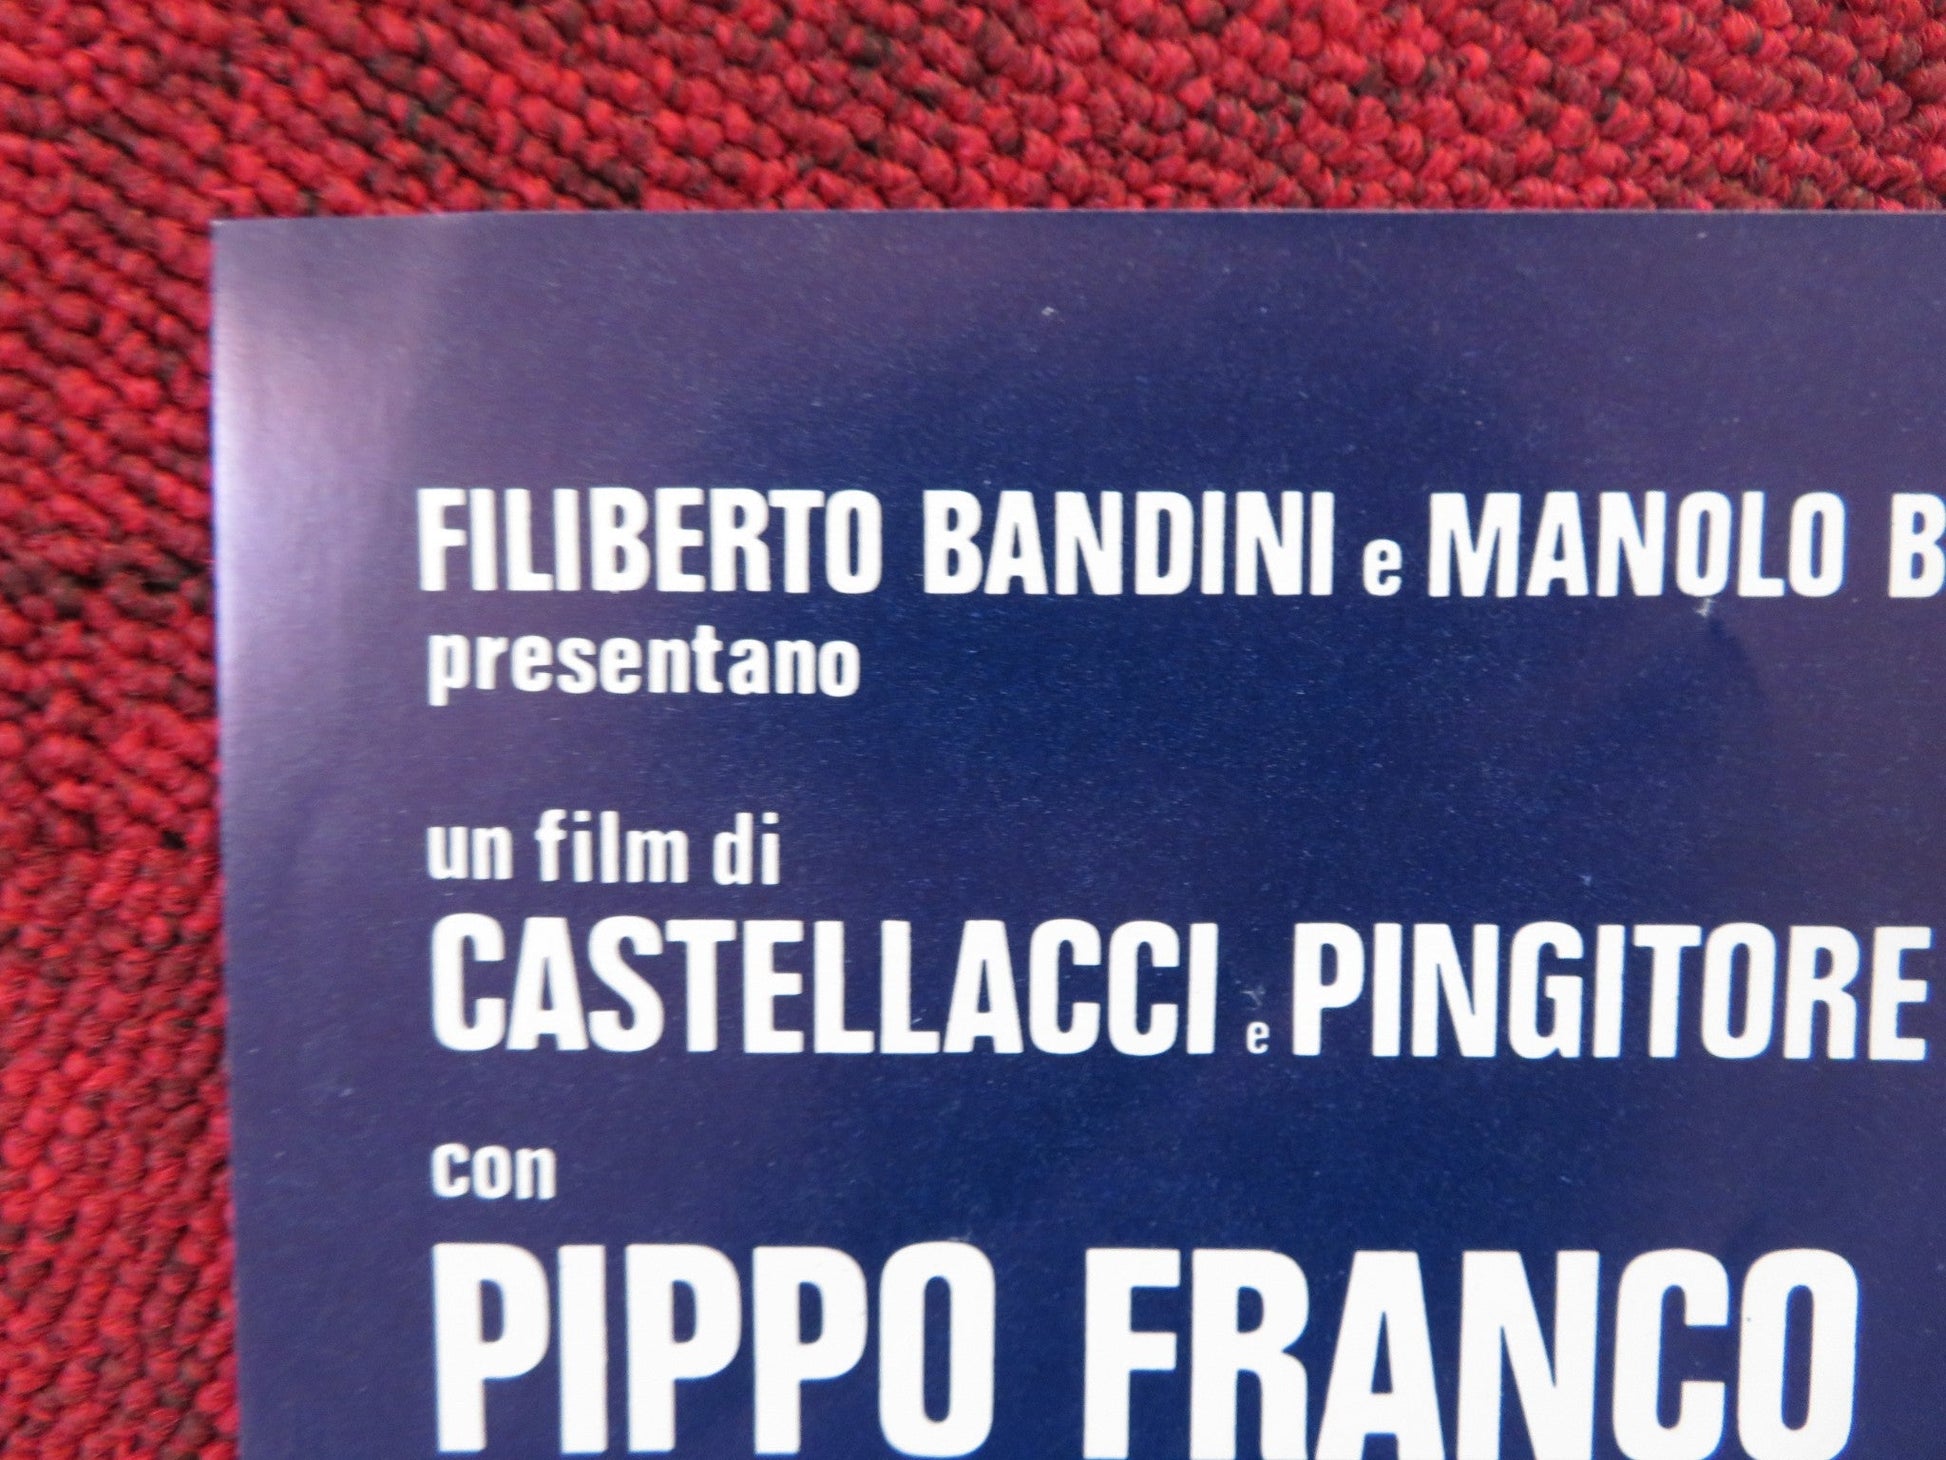 FILIBERTO BANDINI e MANOLO B
presentano
un film di
CASTELLACCI e PINGITORE
con
PIPPO FRANCO